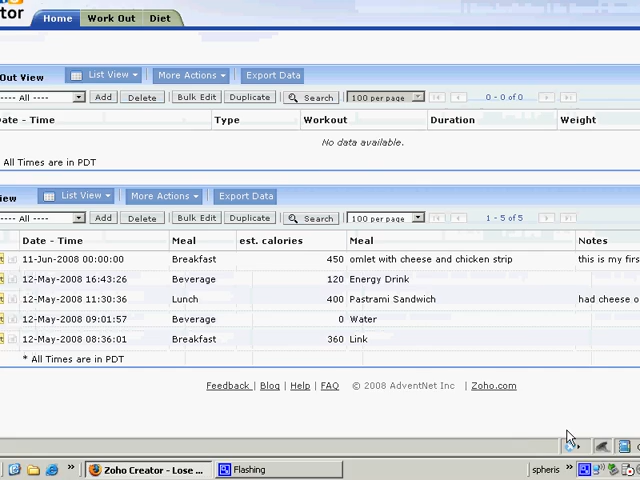 tor
Home Work Out Diet
Out View List View More Actions Export Data
---- All ---- Add Delete Bulk Edit Duplicate Search 100 per page 0 - 0 of 0
Date - Time Type Workout Duration Weight
No data available.
All Times are in PDT
iew List View More Actions Export Data
---- All ---- Add Delete Bulk Edit Duplicate Search 100 per page 1 - 5 of 5
Date - Time Meal est. calories Meal Notes
11-Jun-2008 00:00:00 Breakfast 450 omlet with cheese and chicken strip this is my firs
12-May-2008 16:43:26 Beverage 120 Energy Drink
12-May-2008 11:30:36 Lunch 400 Pastrami Sandwich had cheese o
12-May-2008 09:01:57 Beverage 0 Water
12-May-2008 08:36:01 Breakfast 360 Link
* All Times are in PDT
Feedback | Blog | Help | FAQ © 2008 AdventNet Inc | Zoho.com
» Zoho Creator - Lose ... Flashing spheris »